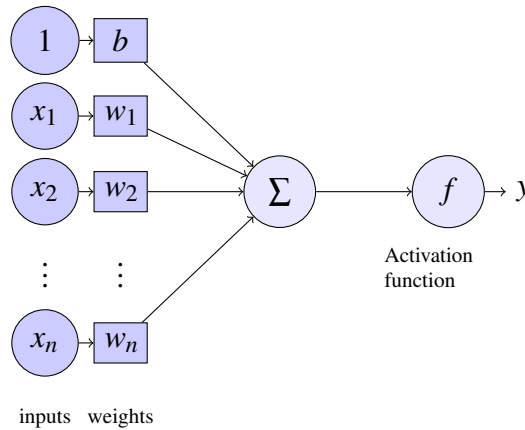 1 b
x₁ w₁
x₂ w₂ Σ f y
Activation
function
⋮ ⋮
xₙ wₙ
inputs weights